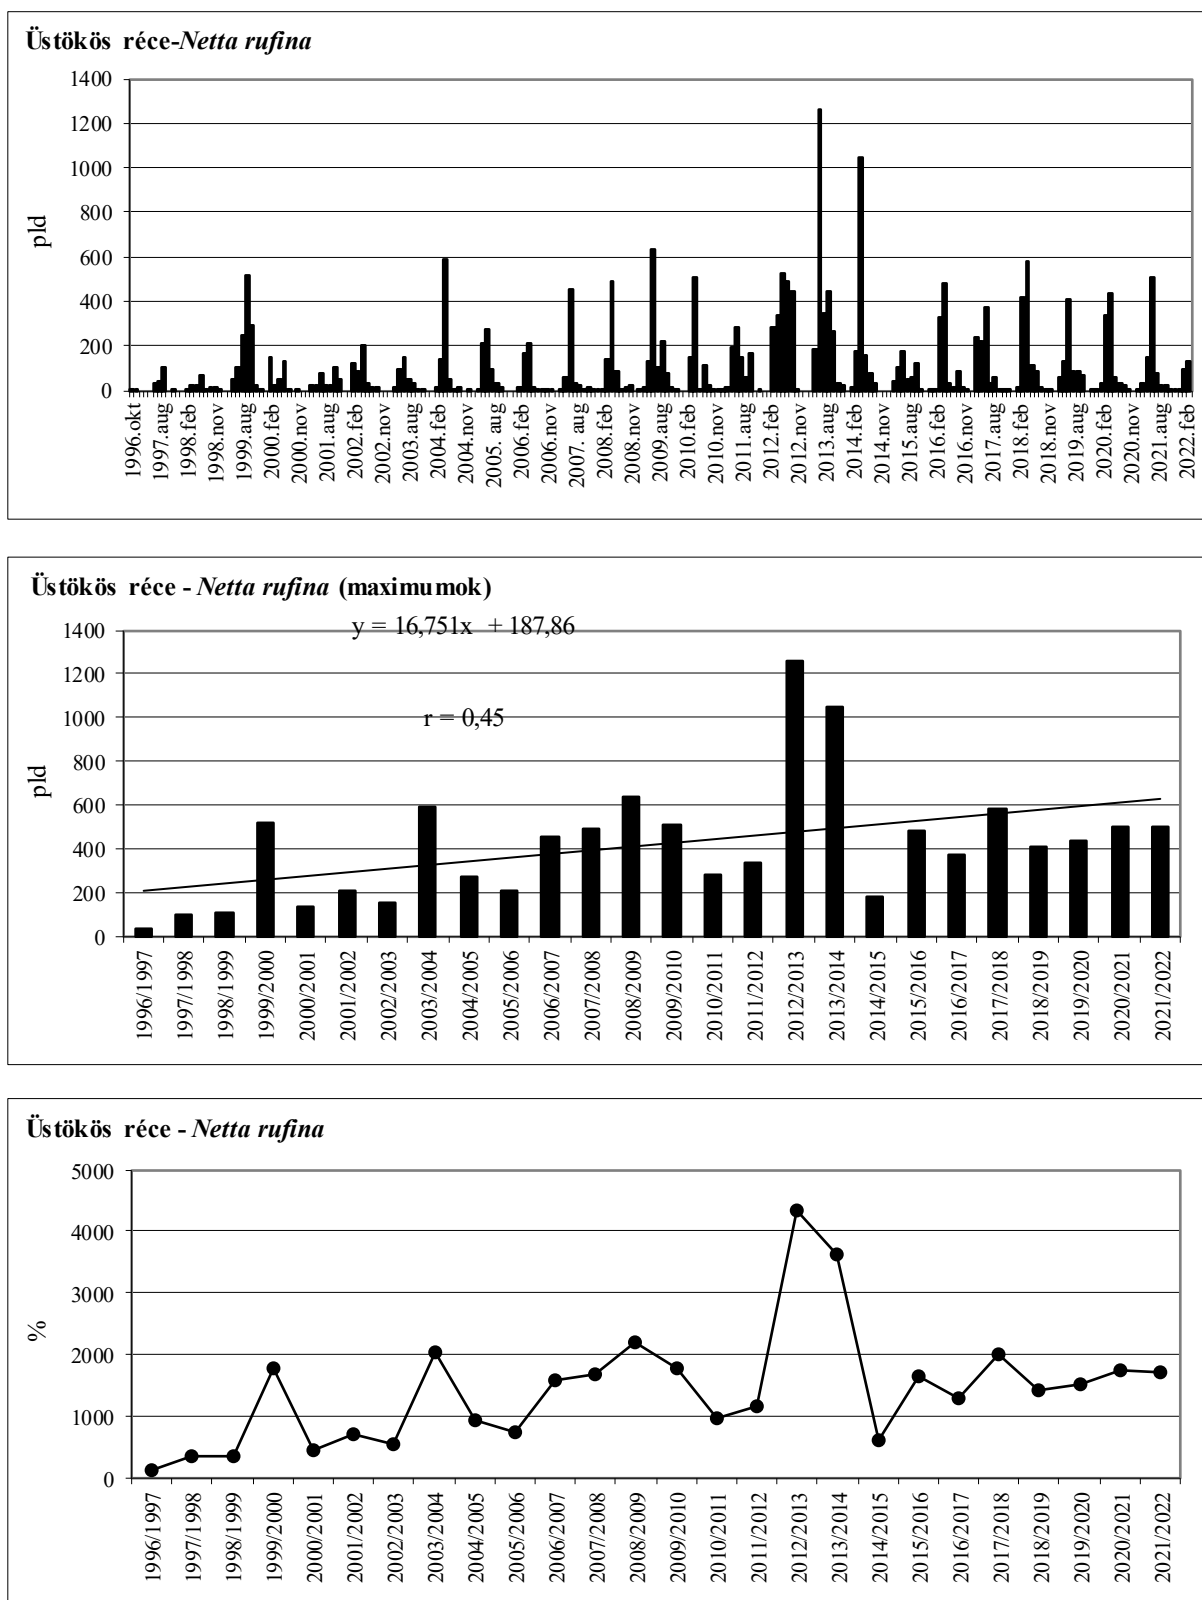 Üstökös réce-Netta rufina
1400
1200
1000
800
600
400
200
0
pld
1996.okt
1997.aug
1998.feb
1998.nov
1999.aug
2000.feb
2000.nov
2001.aug
2002.feb
2002.nov
2003.aug
2004.feb
2004.nov
2005. aug
2006.feb
2006.nov
2007. aug
2008.feb
2008.nov
2009.aug
2010.feb
2010.nov
2011.aug
2012.feb
2012.nov
2013.aug
2014.feb
2014.nov
2015.aug
2016.feb
2016.nov
2017.aug
2018.feb
2018.nov
2019.aug
2020.feb
2020.nov
2021.aug
2022.feb
Üstökös réce - Netta rufina (maximumok)
y = 16,751x + 187,86
r = 0,45
1400
1200
1000
800
600
400
200
0
pld
1996/1997
1997/1998
1998/1999
1999/2000
2000/2001
2001/2002
2002/2003
2003/2004
2004/2005
2005/2006
2006/2007
2007/2008
2008/2009
2009/2010
2010/2011
2011/2012
2012/2013
2013/2014
2014/2015
2015/2016
2016/2017
2017/2018
2018/2019
2019/2020
2020/2021
2021/2022
Üstökös réce - Netta rufina
5000
4000
3000
2000
1000
0
%
1996/1997
1997/1998
1998/1999
1999/2000
2000/2001
2001/2002
2002/2003
2003/2004
2004/2005
2005/2006
2006/2007
2007/2008
2008/2009
2009/2010
2010/2011
2011/2012
2012/2013
2013/2014
2014/2015
2015/2016
2016/2017
2017/2018
2018/2019
2019/2020
2020/2021
2021/2022